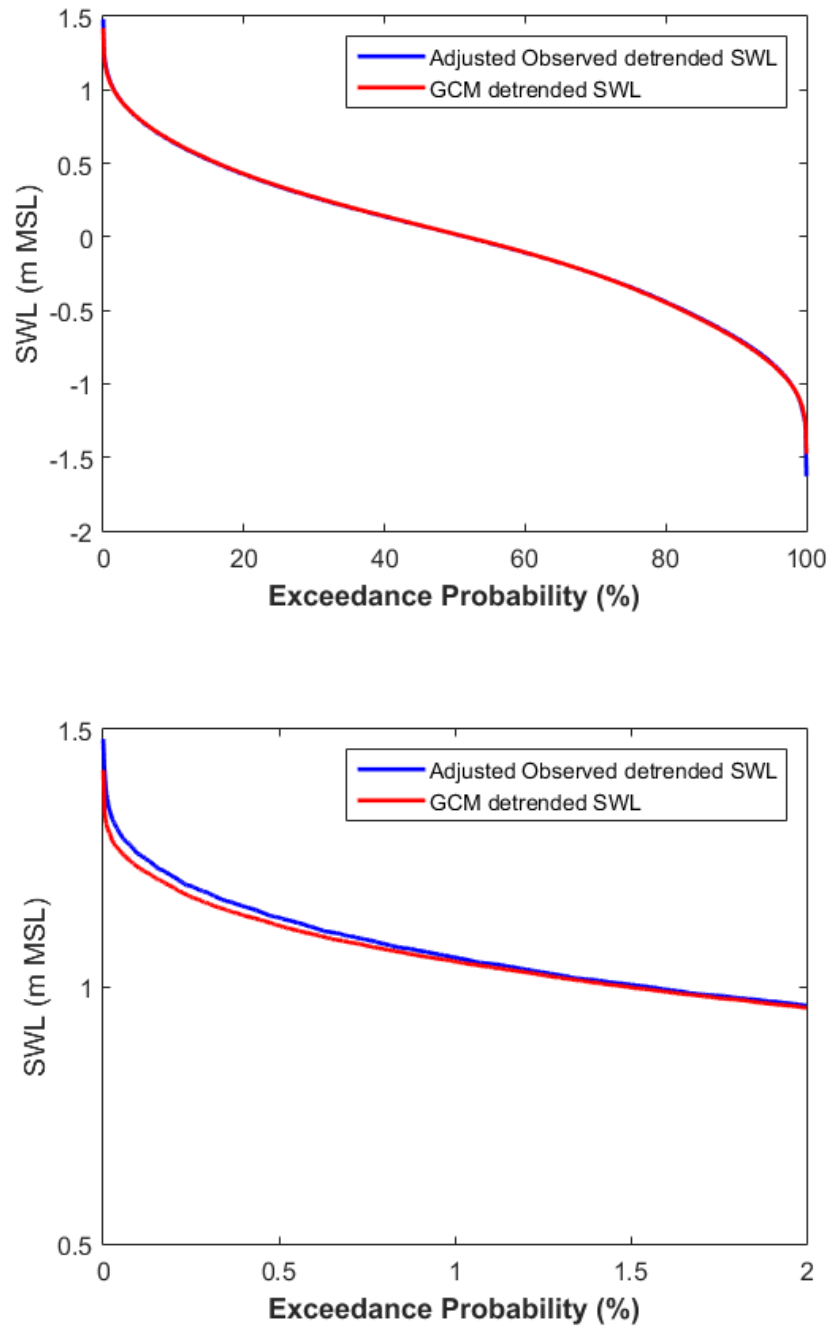 1.5
1
0.5
0
-0.5
-1
-1.5
-2
SWL (m MSL)
Adjusted Observed detrended SWL
GCM detrended SWL
0 20 40 60 80 100
Exceedance Probability (%)
1.5
1
0.5
SWL (m MSL)
Adjusted Observed detrended SWL
GCM detrended SWL
0 0.5 1 1.5 2
Exceedance Probability (%)